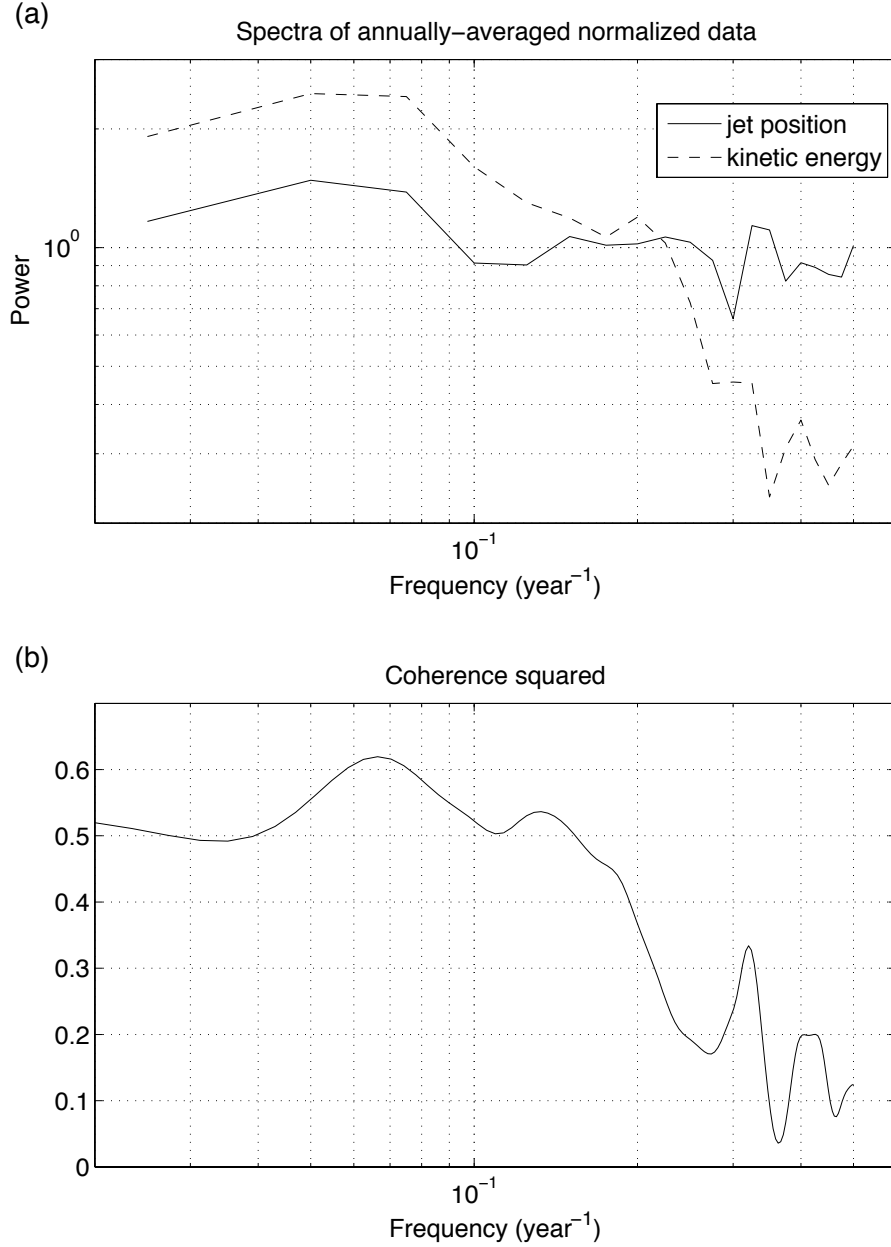 (a)
Spectra of annually−averaged normalized data
jet position
kinetic energy
10⁰
Power
10⁻¹
Frequency (year⁻¹)
(b)
Coherence squared
0.6
0.5
0.4
0.3
0.2
0.1
0
10⁻¹
Frequency (year⁻¹)